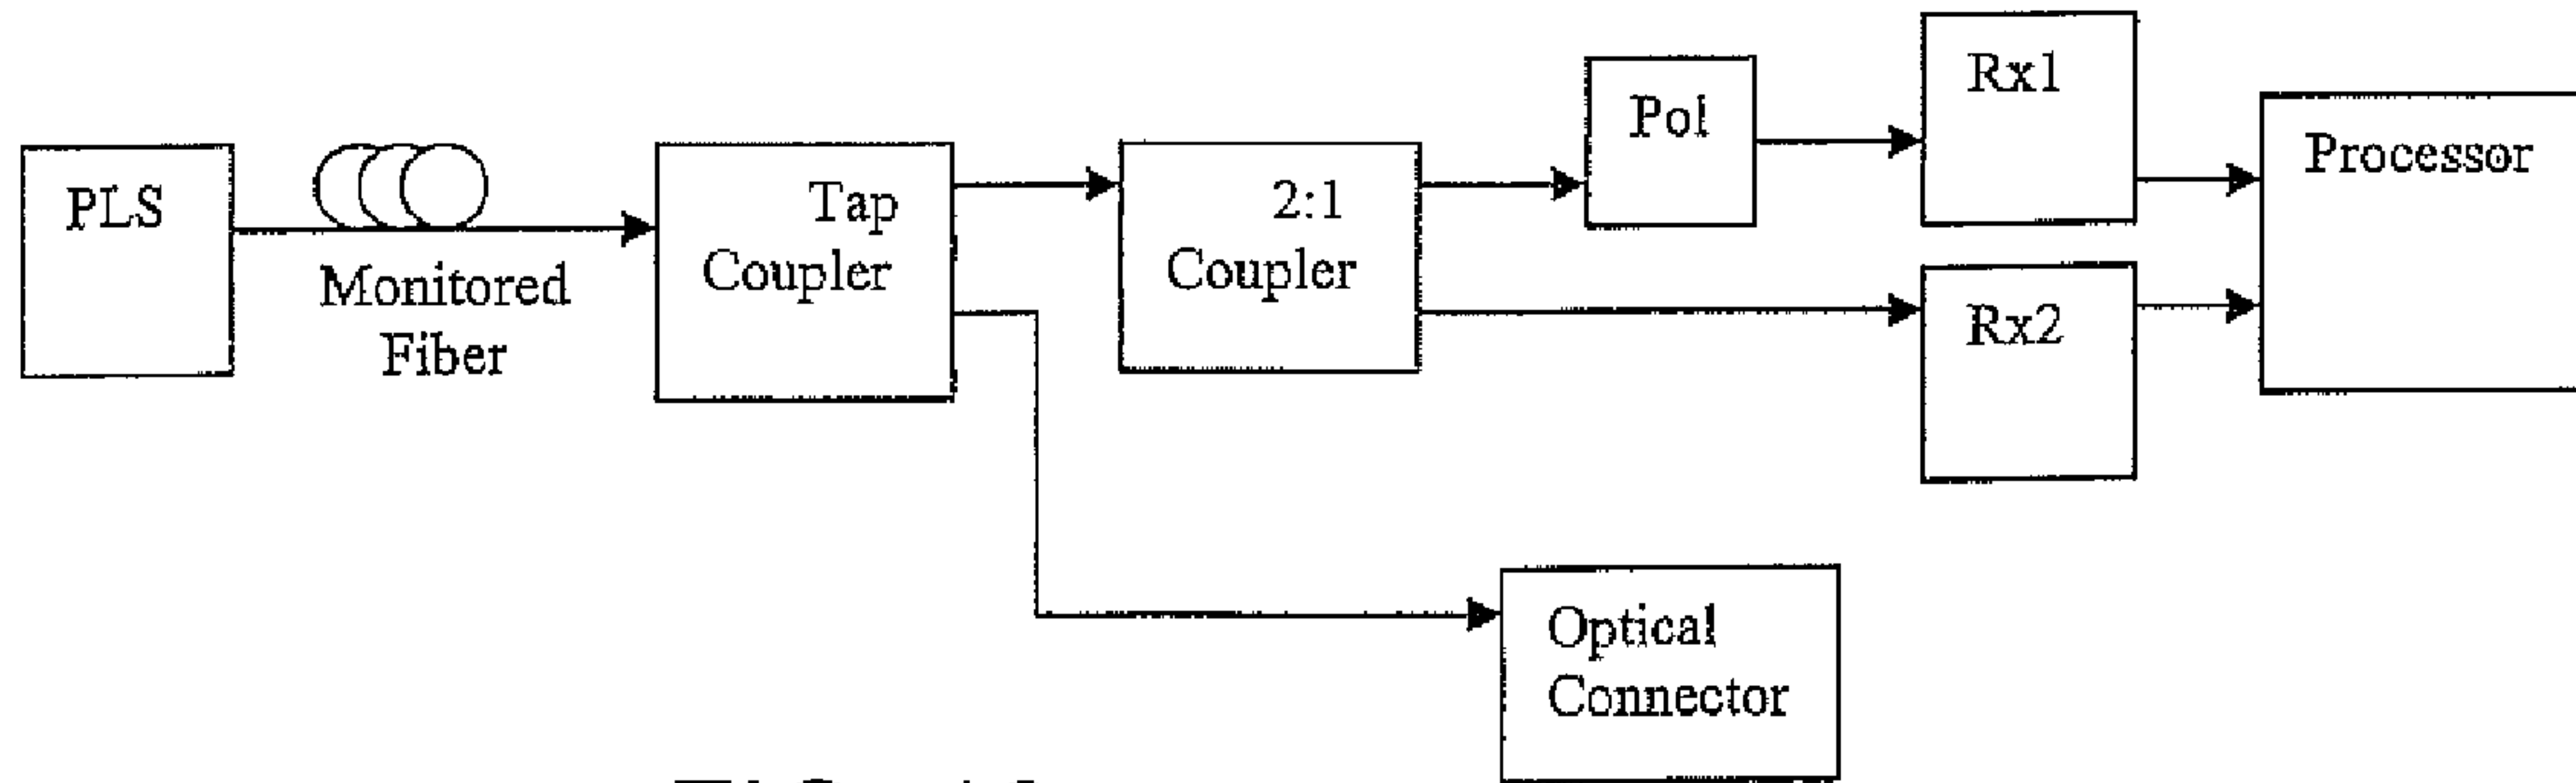 PLS
Monitored
Fiber
Tap
Coupler
2:1
Coupler
Pol
Rx1
Rx2
Processor
Optical
Connector